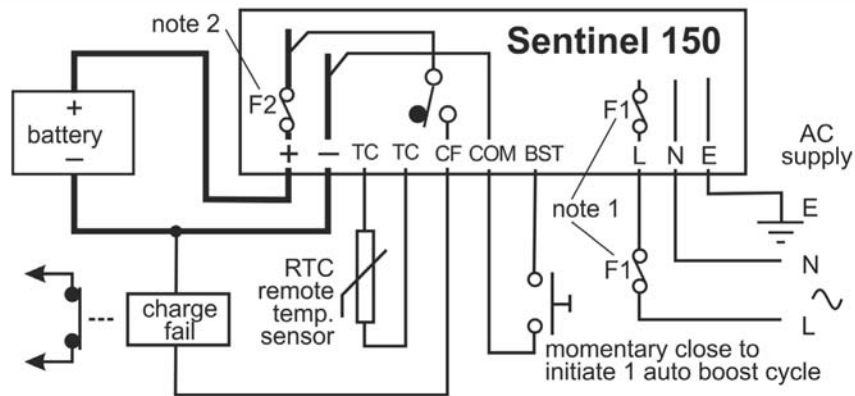 note 2
Sentinel 150
F2
F1
+
battery
−
+ − TC TC CF COM BST L N E
AC
supply
note 1
E
F1
N
L
RTC
remote
temp.
sensor
charge
fail
momentary close to
initiate 1 auto boost cycle